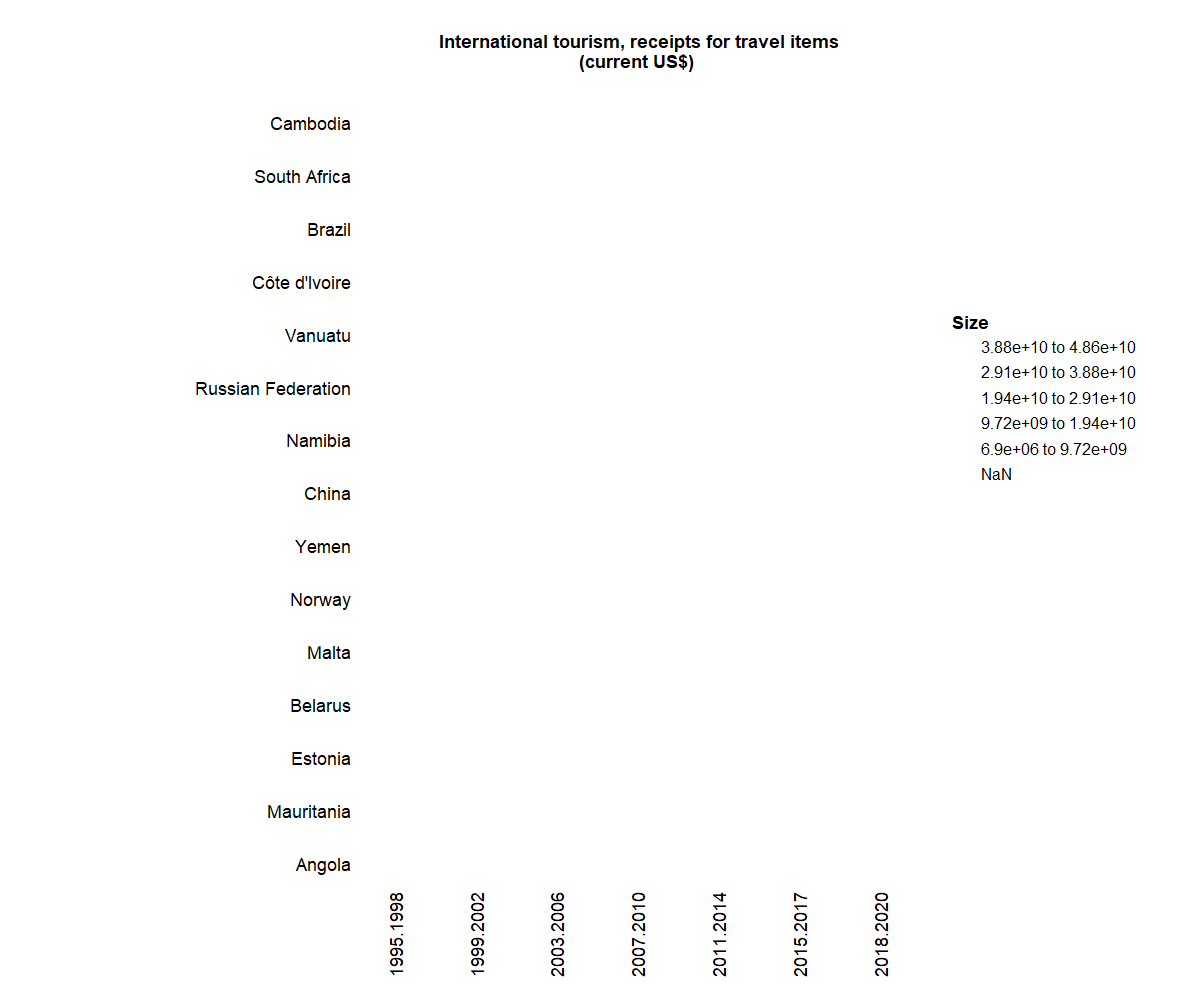 International tourism, receipts for travel items
(current US$)
Cambodia
South Africa
Brazil
Côte d'Ivoire
Vanuatu
Russian Federation
Namibia
China
Yemen
Norway
Malta
Belarus
Estonia
Mauritania
Angola
1995.1998
1999.2002
2003.2006
2007.2010
2011.2014
2015.2017
2018.2020
Size
3.88e+10 to 4.86e+10
2.91e+10 to 3.88e+10
1.94e+10 to 2.91e+10
9.72e+09 to 1.94e+10
6.9e+06 to 9.72e+09
NaN